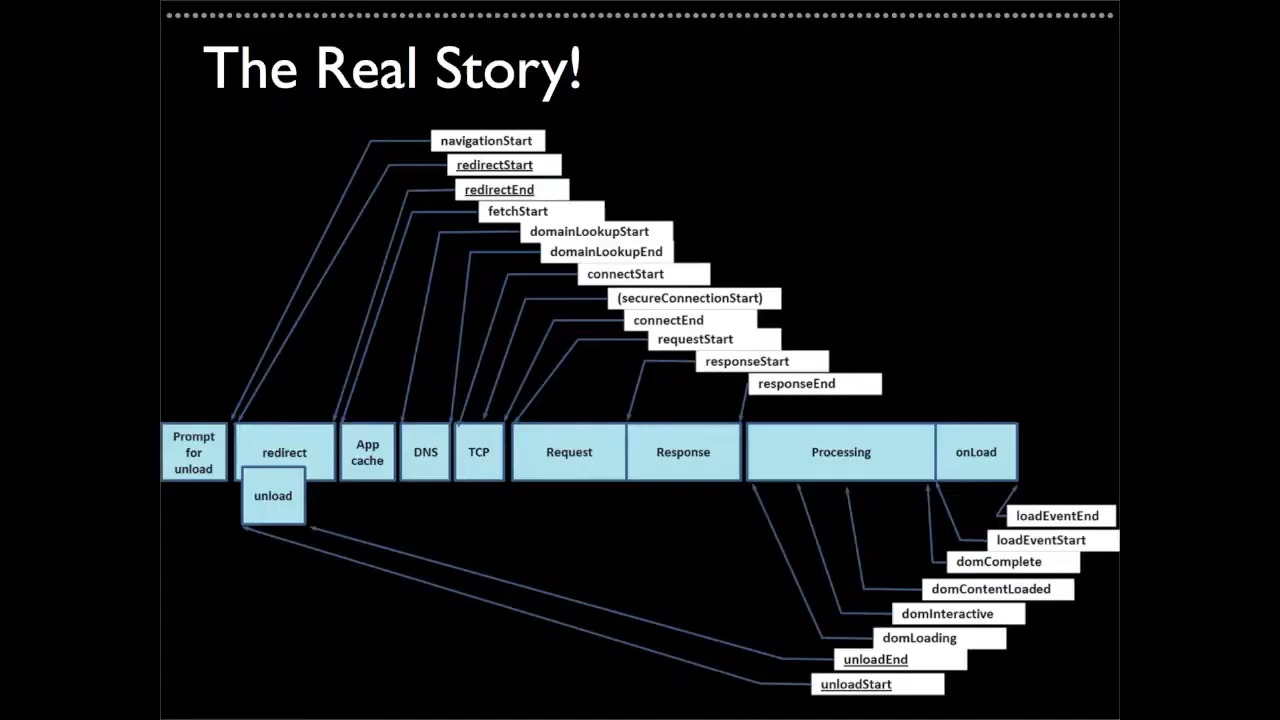 The Real Story!
navigationStart
redirectStart
redirectEnd
fetchStart
domainLookupStart
domainLookupEnd
connectStart
(secureConnectionStart)
connectEnd
requestStart
responseStart
responseEnd
Prompt
for
unload
redirect
unload
App
cache
DNS
TCP
Request
Response
Processing
onLoad
loadEventEnd
loadEventStart
domComplete
domContentLoaded
domInteractive
domLoading
unloadEnd
unloadStart